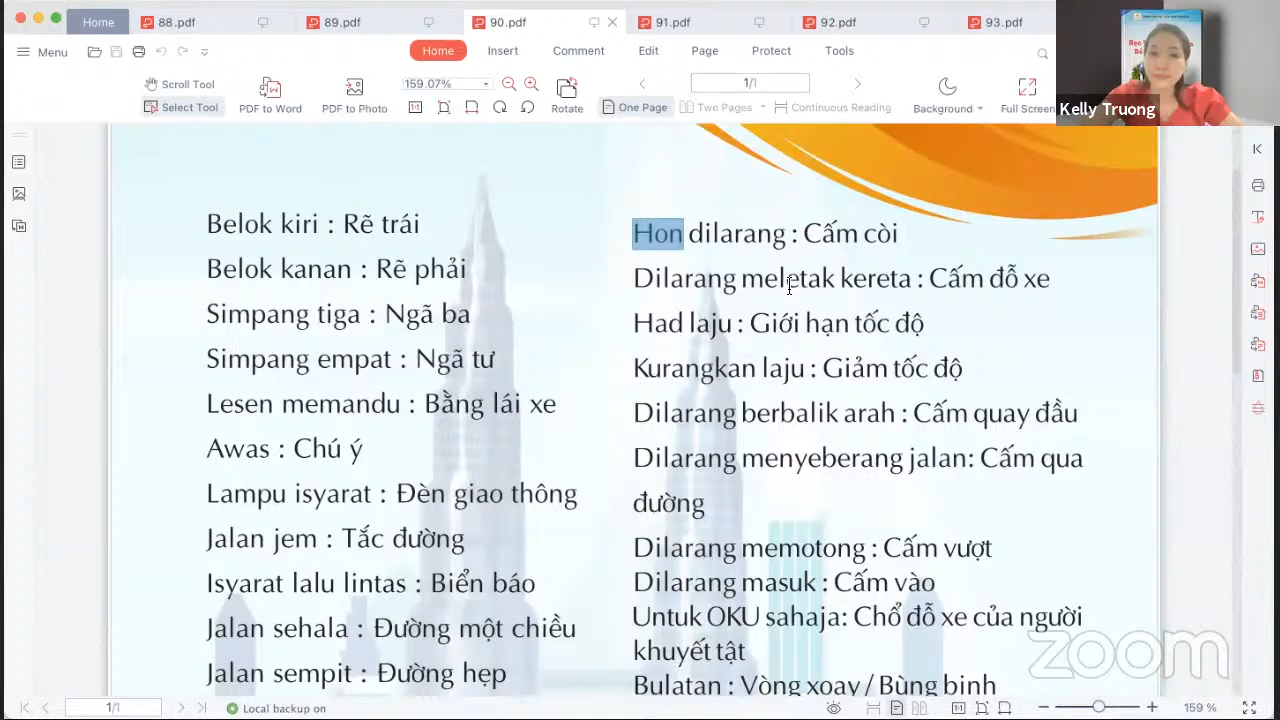 Home
88.pdf
89.pdf
90.pdf
91.pdf
92.pdf
93.pdf
Menu
Home
Insert
Comment
Edit
Page
Protect
Tools
Scroll Tool
Select Tool
PDF to Word
PDF to Photo
159.07%
Rotate
1/1
One Page
Two Pages
Continuous Reading
Background
Full Screen
Kelly Truong
Belok kiri : Rẽ trái
Belok kanan : Rẽ phải
Simpang tiga : Ngã ba
Simpang empat : Ngã tư
Lesen memandu : Bằng lái xe
Awas : Chú ý
Lampu isyarat : Đèn giao thông
Jalan jem : Tắc đường
Isyarat lalu lintas : Biển báo
Jalan sehala : Đường một chiều
Jalan sempit : Đường hẹp
Hon dilarang : Cấm còi
Dilarang meletak kereta : Cấm đỗ xe
Had laju : Giới hạn tốc độ
Kurangkan laju : Giảm tốc độ
Dilarang berbalik arah : Cấm quay đầu
Dilarang menyeberang jalan: Cấm qua
đường
Dilarang memotong : Cấm vượt
Dilarang masuk : Cấm vào
Untuk OKU sahaja: Chổ đỗ xe của người
khuyết tật
Bulatan : Vòng xoay / Bùng binh
zoom
1/1
Local backup on
159 %